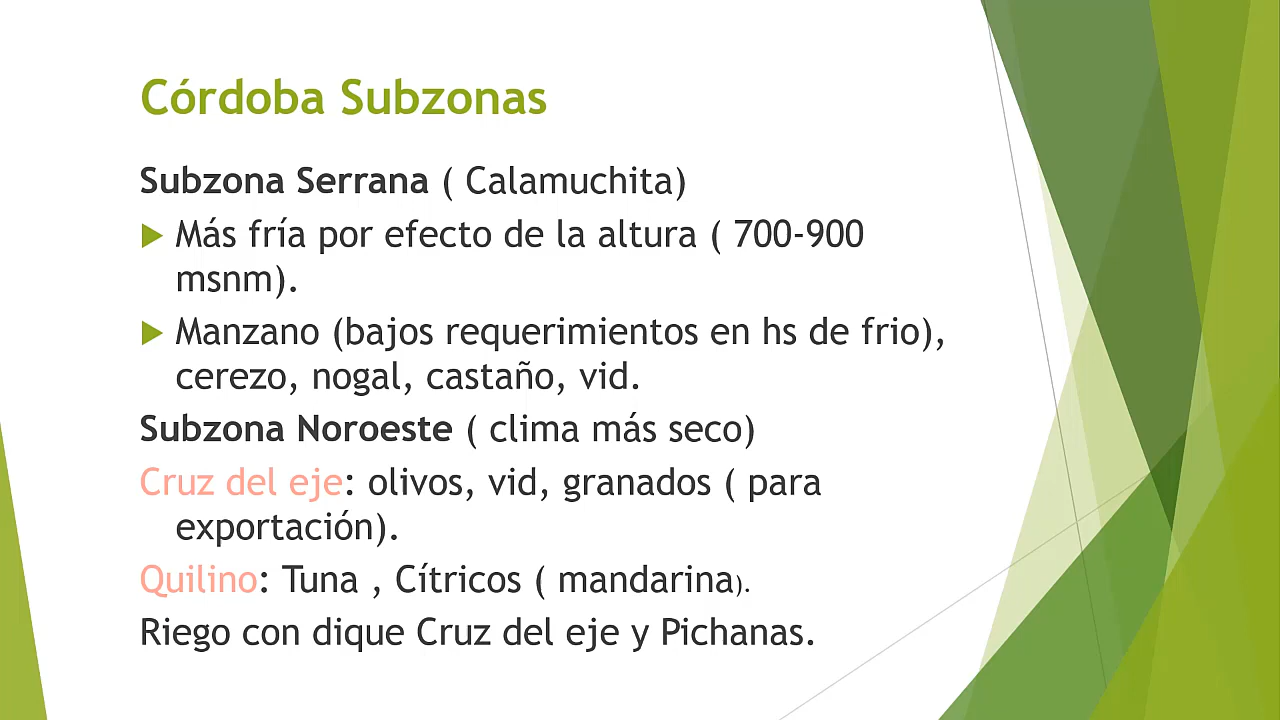 Córdoba Subzonas
Subzona Serrana ( Calamuchita)
Más fría por efecto de la altura ( 700-900
msnm).
Manzano (bajos requerimientos en hs de frio),
cerezo, nogal, castaño, vid.
Subzona Noroeste ( clima más seco)
Cruz del eje: olivos, vid, granados ( para
exportación).
Quilino: Tuna , Cítricos ( mandarina).
Riego con dique Cruz del eje y Pichanas.